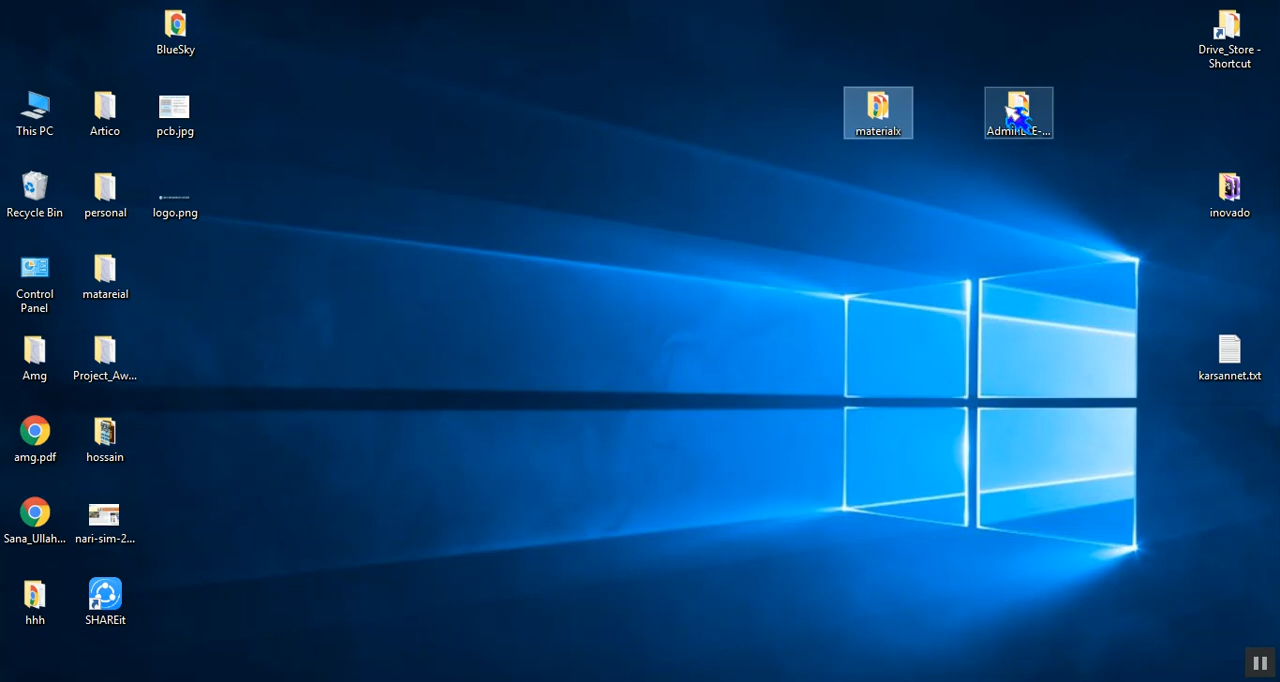 BlueSky
Drive_Store -
Shortcut
This PC
Artico
pcb.jpg
materialx
Recycle Bin
personal
logo.png
inovado
Control
Panel
matareial
Amg
Project_Aw...
karsannet.txt
amg.pdf
hossain
Sana_Ullah...
nari-sim-2...
hhh
SHAREit